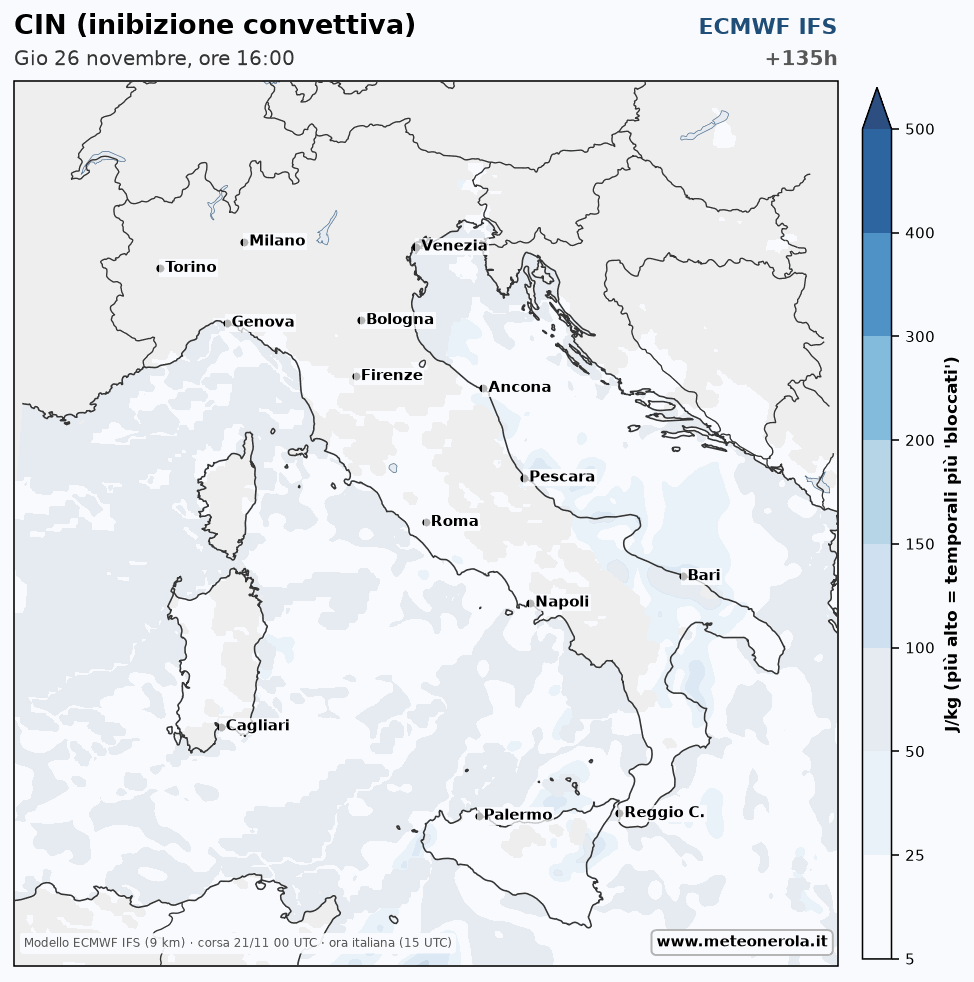 CIN (inibizione convettiva)
ECMWF IFS
Gio 26 novembre, ore 16:00
+135h
Milano
Venezia
Torino
Genova
Bologna
Firenze
Ancona
Pescara
Roma
Bari
Napoli
Cagliari
Palermo
Reggio C.
500
400
300
200
150
100
50
25
5
J/kg (più alto = temporali più 'bloccati')
Modello ECMWF IFS (9 km) · corsa 21/11 00 UTC · ora italiana (15 UTC)
www.meteonerola.it